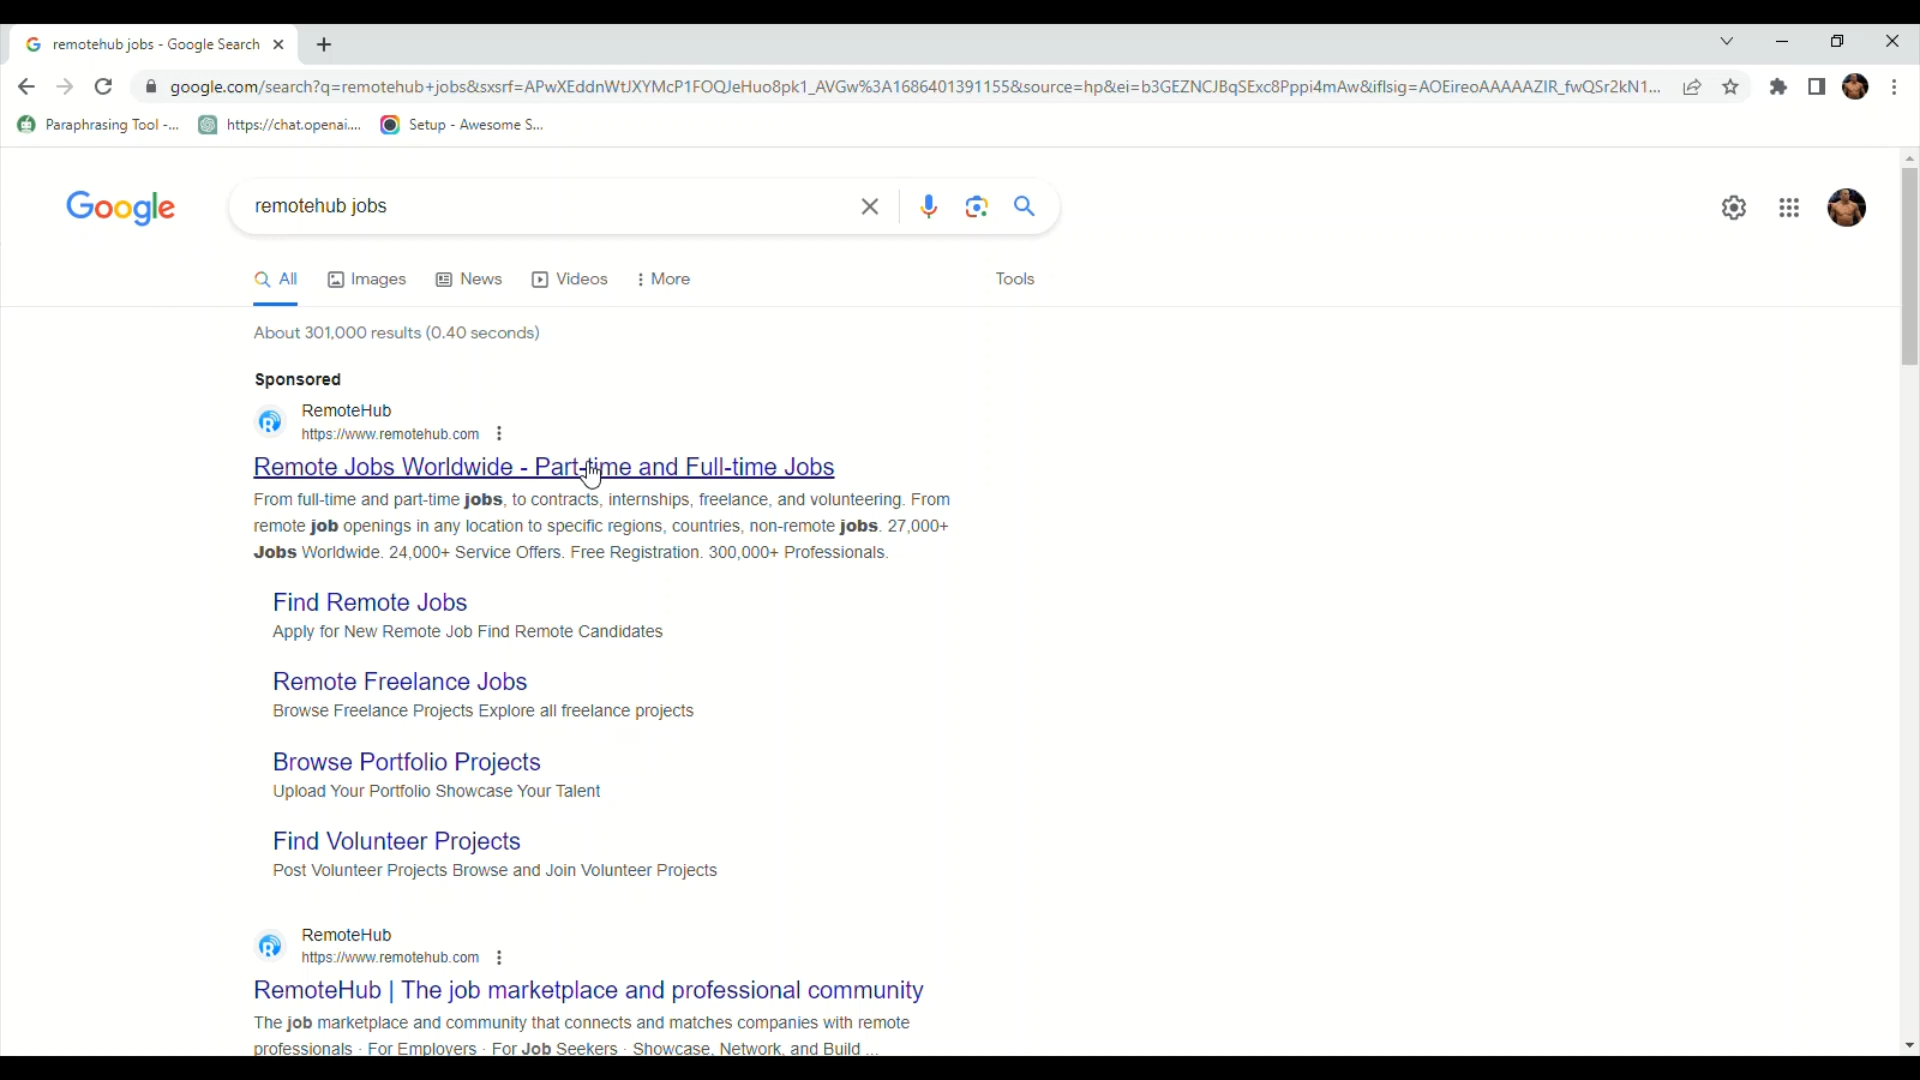 remotehub jobs - Google Search
google.com/search?q=remotehub+jobs&sxsrf=APwXEddnWtJXYMcP1FOQJeHuo8pk1_AVGw%3A1686401391155&source=hp&ei=b3GEZNCJBqSExc8Pppi4mAw&iflsig=AOEireoAAAAAZIR_fwQSr2kN1...
Paraphrasing Tool -... https://chat.openai.... Setup - Awesome S...
Google remotehub jobs
All Images News Videos More Tools
About 301,000 results (0.40 seconds)
Sponsored
RemoteHub
https://www.remotehub.com
Remote Jobs Worldwide - Part-time and Full-time Jobs
From full-time and part-time jobs, to contracts, internships, freelance, and volunteering. From
remote job openings in any location to specific regions, countries, non-remote jobs. 27,000+
Jobs Worldwide. 24,000+ Service Offers. Free Registration. 300,000+ Professionals.
Find Remote Jobs
Apply for New Remote Job Find Remote Candidates
Remote Freelance Jobs
Browse Freelance Projects Explore all freelance projects
Browse Portfolio Projects
Upload Your Portfolio Showcase Your Talent
Find Volunteer Projects
Post Volunteer Projects Browse and Join Volunteer Projects
RemoteHub
https://www.remotehub.com
RemoteHub | The job marketplace and professional community
The job marketplace and community that connects and matches companies with remote
professionals · For Employers · For Job Seekers · Showcase, Network, and Build ...